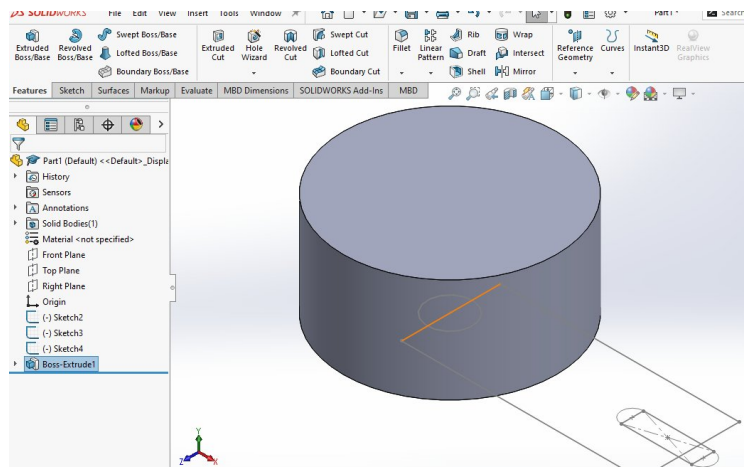 SOLIDWORKS File Edit View Insert Tools Window Part1 Search
Extruded Boss/Base Revolved Boss/Base Swept Boss/Base Lofted Boss/Base Boundary Boss/Base Extruded Cut Hole Wizard Revolved Cut Swept Cut Lofted Cut Boundary Cut Fillet Linear Pattern Rib Draft Shell Wrap Intersect Mirror Reference Geometry Curves Instant3D RealView Graphics
Features Sketch Surfaces Markup Evaluate MBD Dimensions SOLIDWORKS Add-Ins MBD
Part1 (Default) <<Default>_Displa
History
Sensors
Annotations
Solid Bodies(1)
Material <not specified>
Front Plane
Top Plane
Right Plane
Origin
(-) Sketch2
(-) Sketch3
(-) Sketch4
Boss-Extrude1
Y
Z X